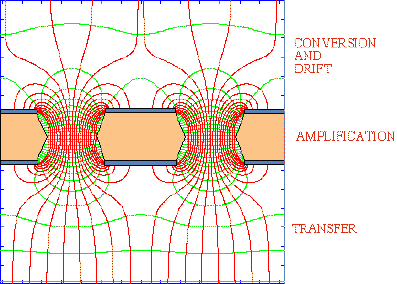 CONVERSION
AND
DRIFT
AMPLIFICATION
TRANSFER